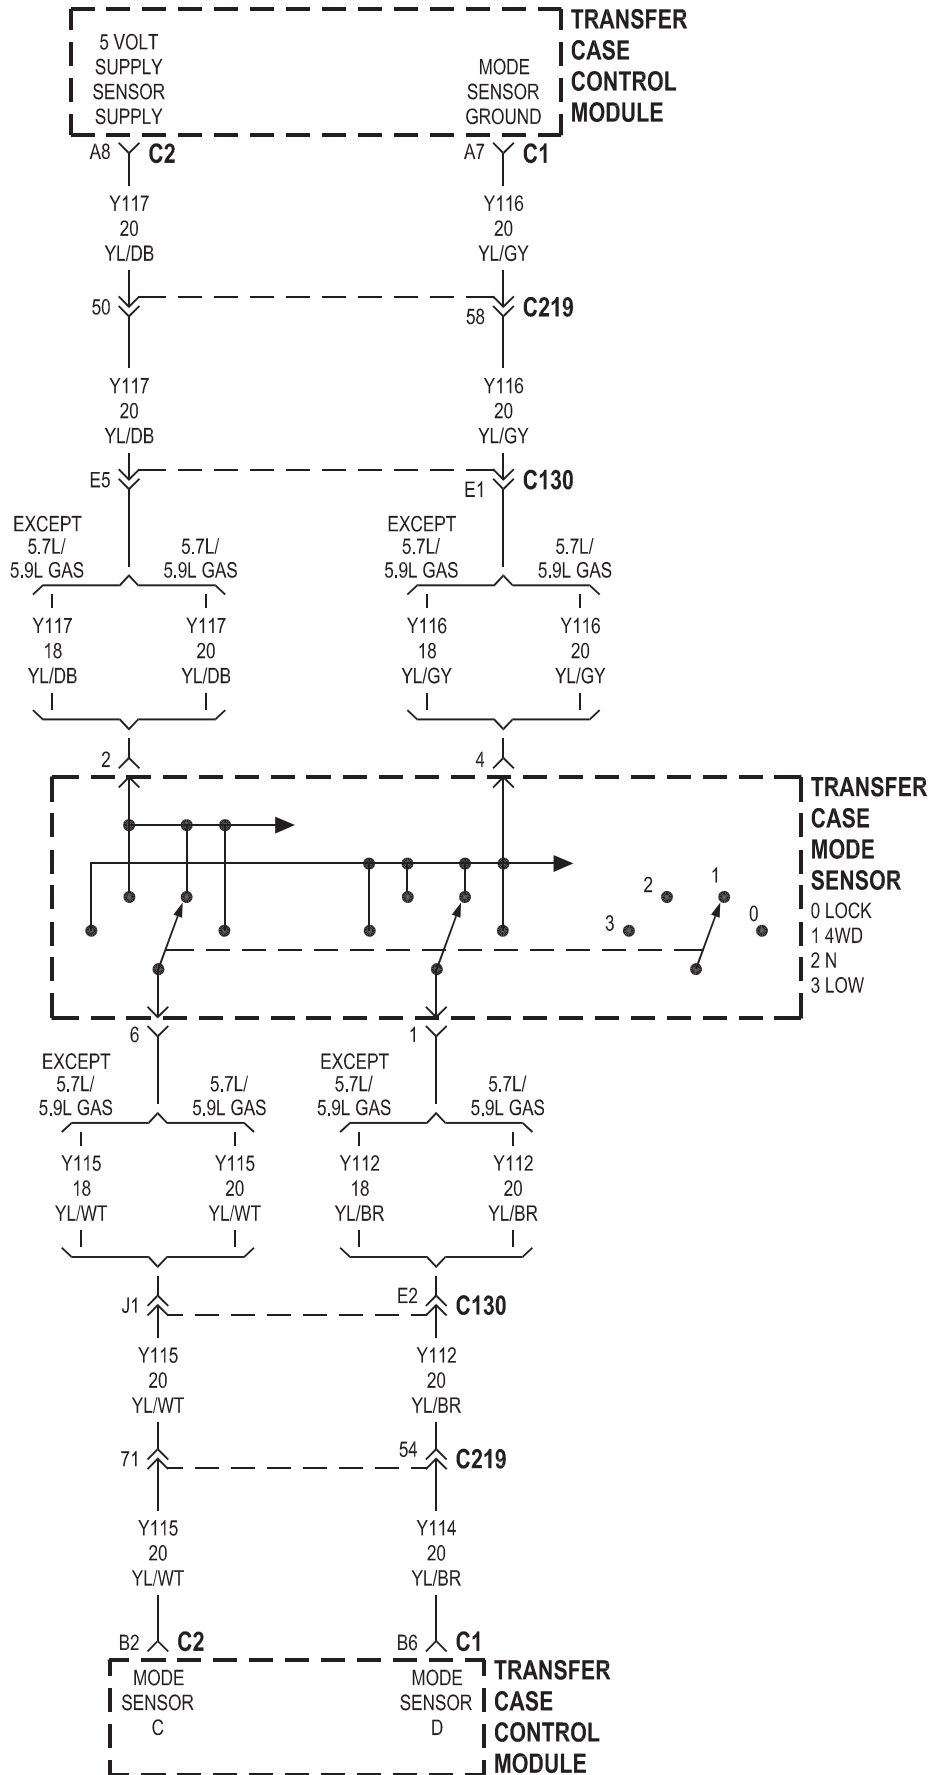 TRANSFER
CASE
CONTROL
MODULE
5 VOLT
SUPPLY
SENSOR
SUPPLY
MODE
SENSOR
GROUND
A8 C2 A7 C1
Y117 Y116
20 20
YL/DB YL/GY
50 58 C219
Y117 Y116
20 20
YL/DB YL/GY
E5 E1 C130
EXCEPT EXCEPT
5.7L/ 5.7L/ 5.7L/ 5.7L/
5.9L GAS 5.9L GAS 5.9L GAS 5.9L GAS
Y117 Y117 Y116 Y116
18 20 18 20
YL/DB YL/DB YL/GY YL/GY
2 4
TRANSFER
CASE
MODE
SENSOR
0 LOCK
1 4WD
2 N
3 LOW
3 2 1 0
6 1
EXCEPT EXCEPT
5.7L/ 5.7L/ 5.7L/ 5.7L/
5.9L GAS 5.9L GAS 5.9L GAS 5.9L GAS
Y115 Y115 Y112 Y112
18 20 18 20
YL/WT YL/WT YL/BR YL/BR
J1 E2 C130
Y115 Y112
20 20
YL/WT YL/BR
71 54 C219
Y115 Y114
20 20
YL/WT YL/BR
B2 C2 B6 C1
MODE
SENSOR
C
MODE
SENSOR
D
TRANSFER
CASE
CONTROL
MODULE